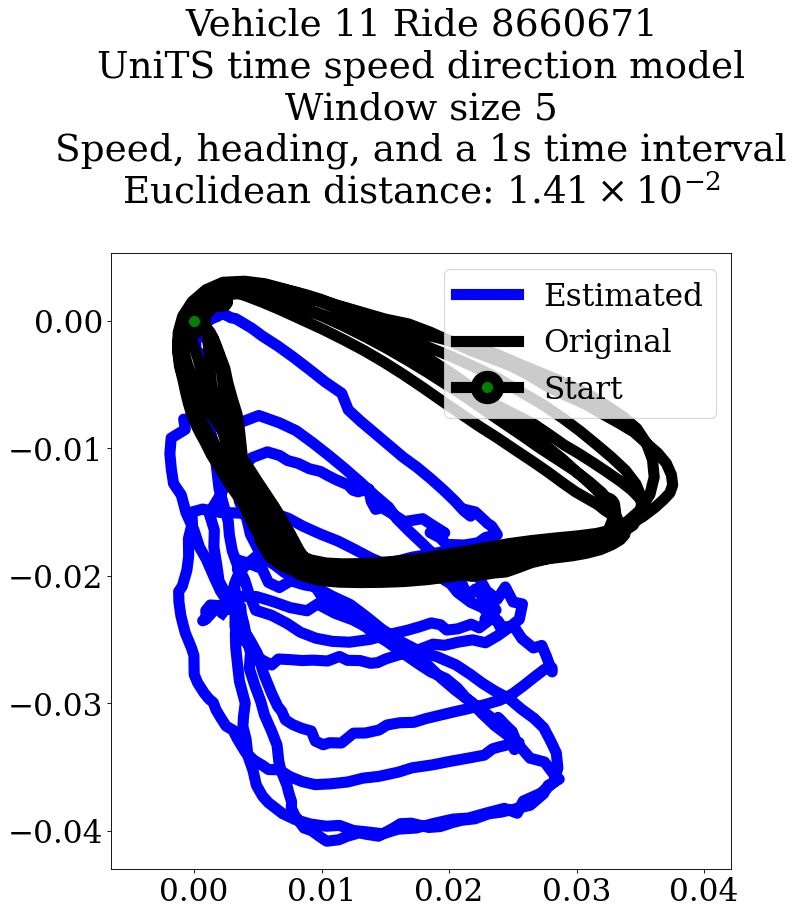 Vehicle 11 Ride 8660671
UniTS time speed direction model
Window size 5
Speed, heading, and a 1s time interval
Euclidean distance: 1.41 × 10⁻²
Estimated
Original
Start
0.00
−0.01
−0.02
−0.03
−0.04
0.00 0.01 0.02 0.03 0.04